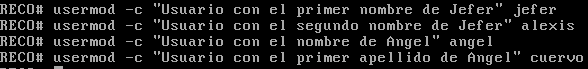 RECO# usermod -c "Usuario con el primer nombre de Jefer" jefer
RECO# usermod -c "Usuario con el segundo nombre de Jefer" alexis
RECO# usermod -c "Usuario con el nombre de Angel" angel
RECO# usermod -c "Usuario con el primer apellido de Angel" cuervo